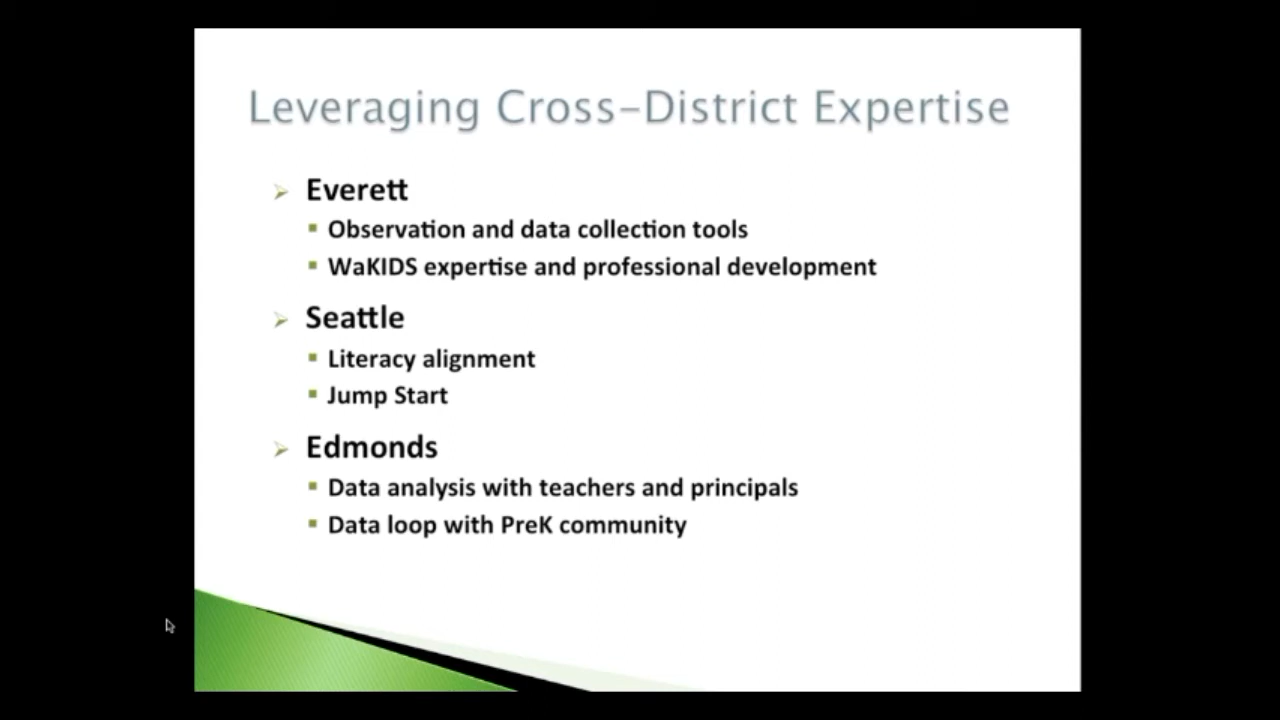 Leveraging Cross-District Expertise
Everett
Observation and data collection tools
WaKIDS expertise and professional development
Seattle
Literacy alignment
Jump Start
Edmonds
Data analysis with teachers and principals
Data loop with PreK community